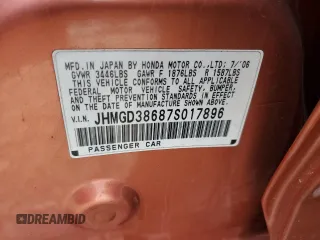 MFD. IN JAPAN BY HONDA MOTOR CO.,LTD; 7/'06
GVWR 3446LBS GAWR F 1876LBS R 1587LBS
THIS VEHICLE CONFORMS TO ALL APPLICABLE
FEDERAL MOTOR VEHICLE SAFETY, BUMPER,
AND THEFT PREVENTION STANDARDS IN EFFECT
ON THE DATE OF MANUFACTURE SHOWN ABOVE.
V.I.N. JHMGD38687S017896
PASSENGER CAR
DREAMBID